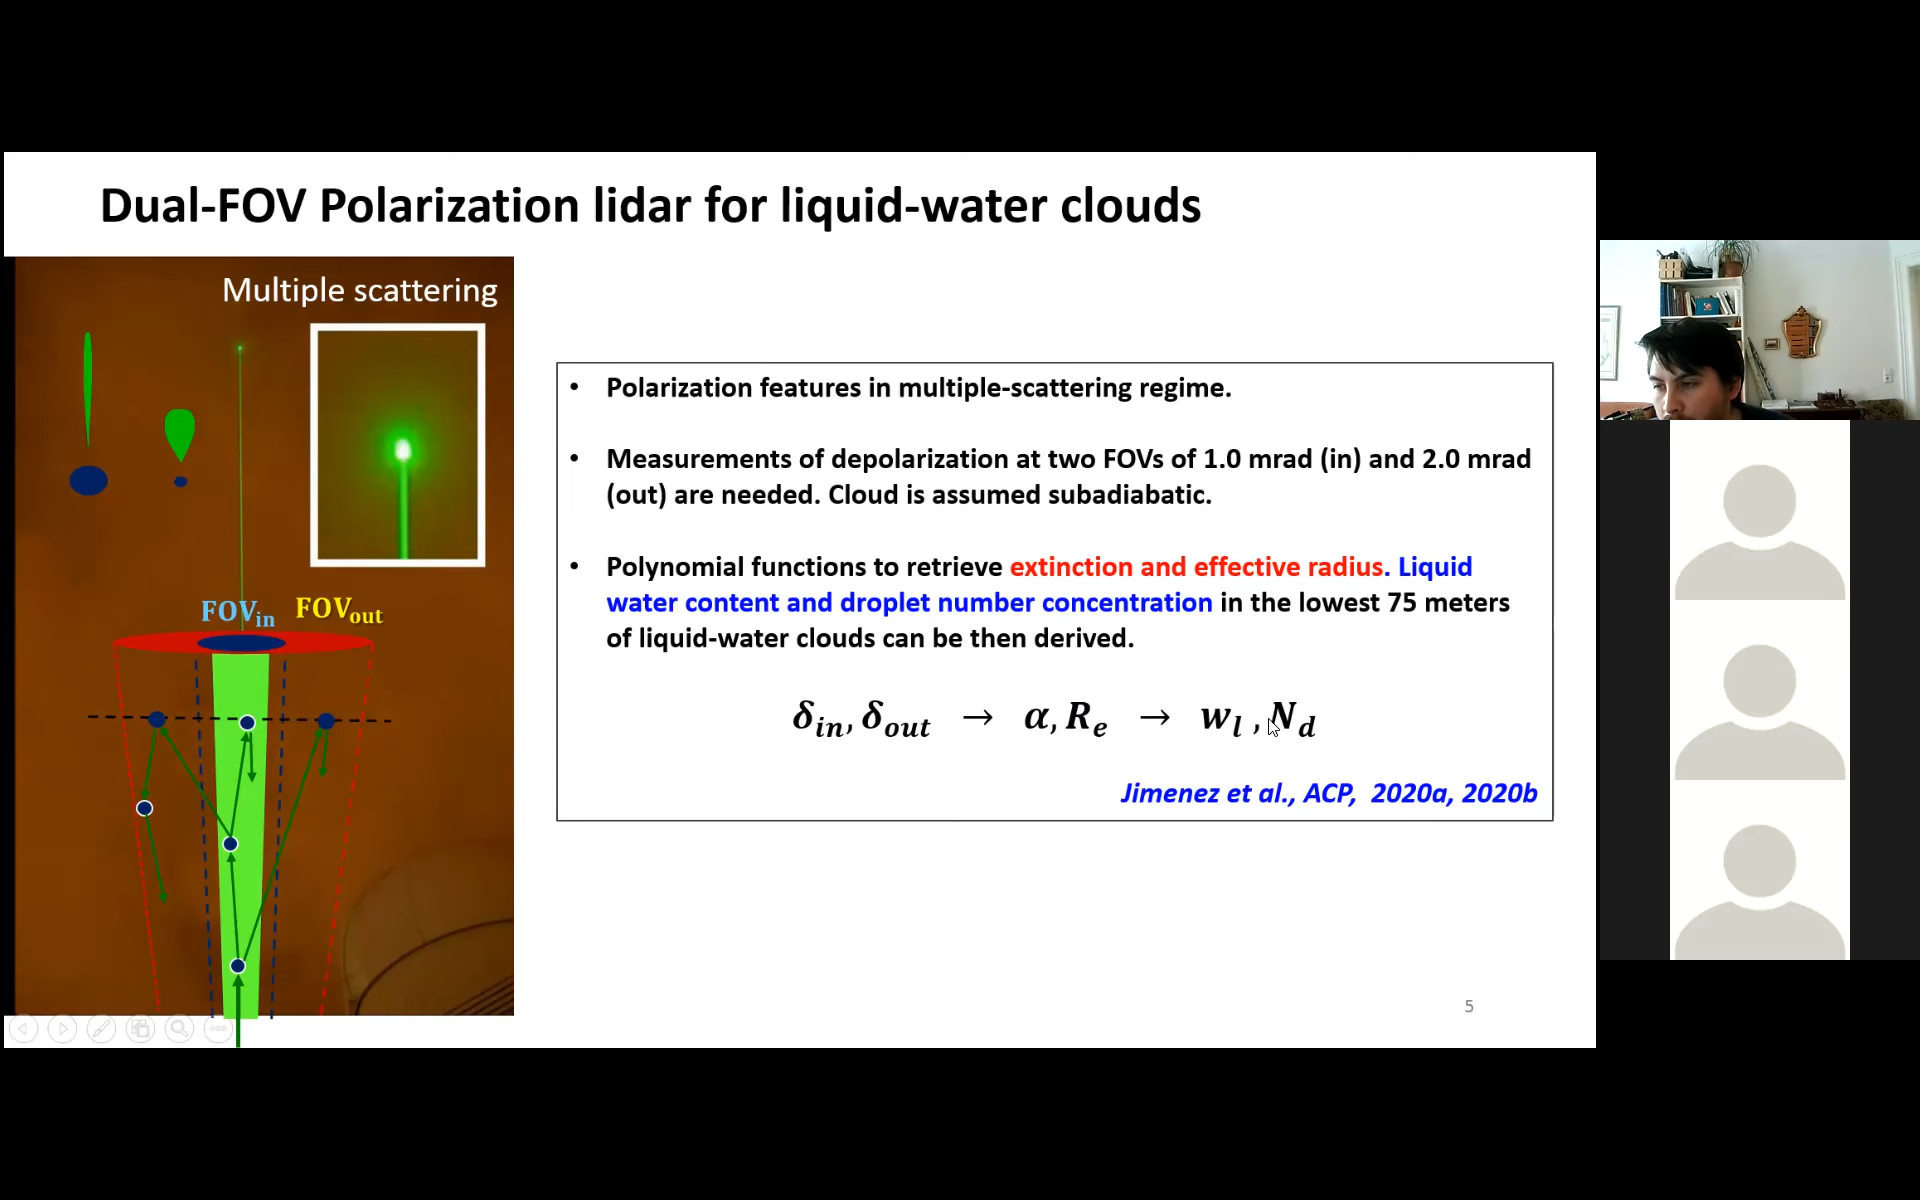 Dual-FOV Polarization lidar for liquid-water clouds
Multiple scattering
FOVin FOVout
• Polarization features in multiple-scattering regime.
• Measurements of depolarization at two FOVs of 1.0 mrad (in) and 2.0 mrad
(out) are needed. Cloud is assumed subadiabatic.
• Polynomial functions to retrieve extinction and effective radius. Liquid
water content and droplet number concentration in the lowest 75 meters
of liquid-water clouds can be then derived.
δin, δout → α, Re → wl , Nd
Jimenez et al., ACP, 2020a, 2020b
5